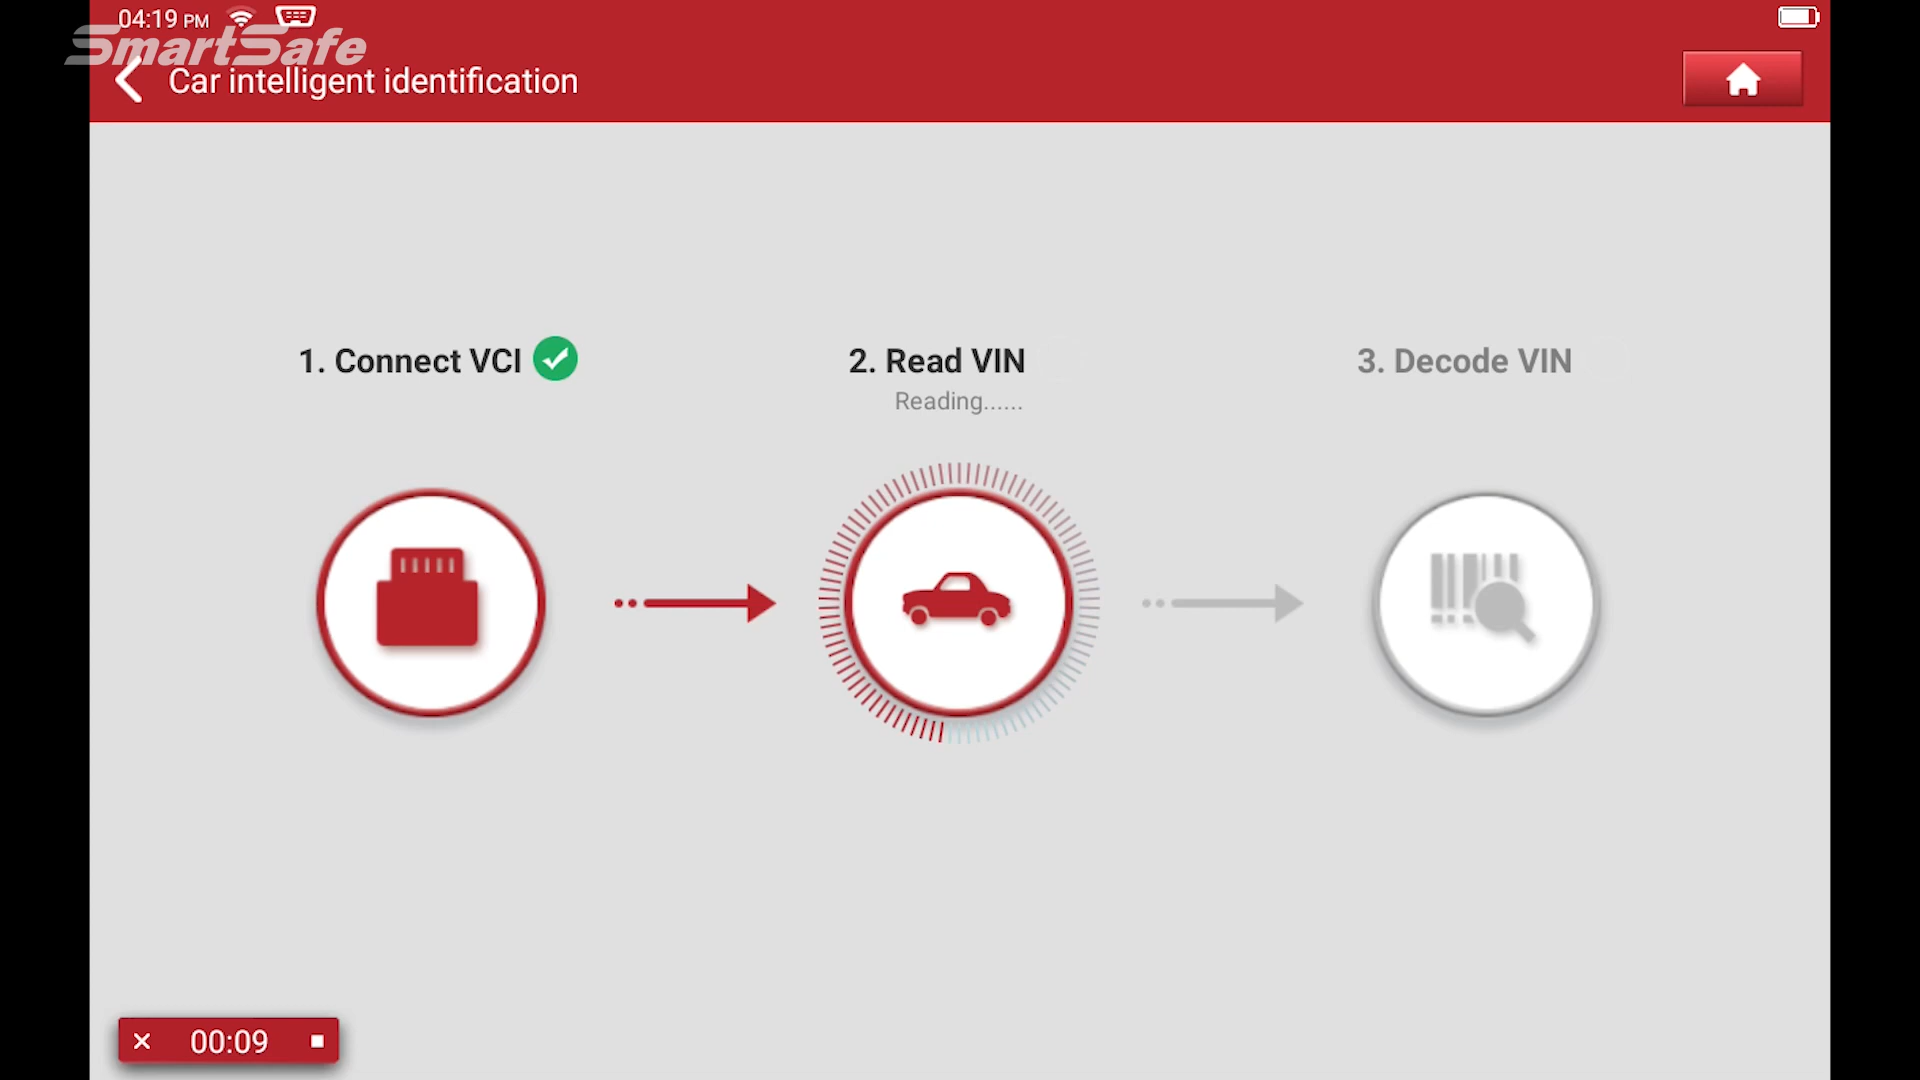 04:19 PM
SmartSafe
Car intelligent identification
1. Connect VCI
2. Read VIN
Reading......
3. Decode VIN
00:09